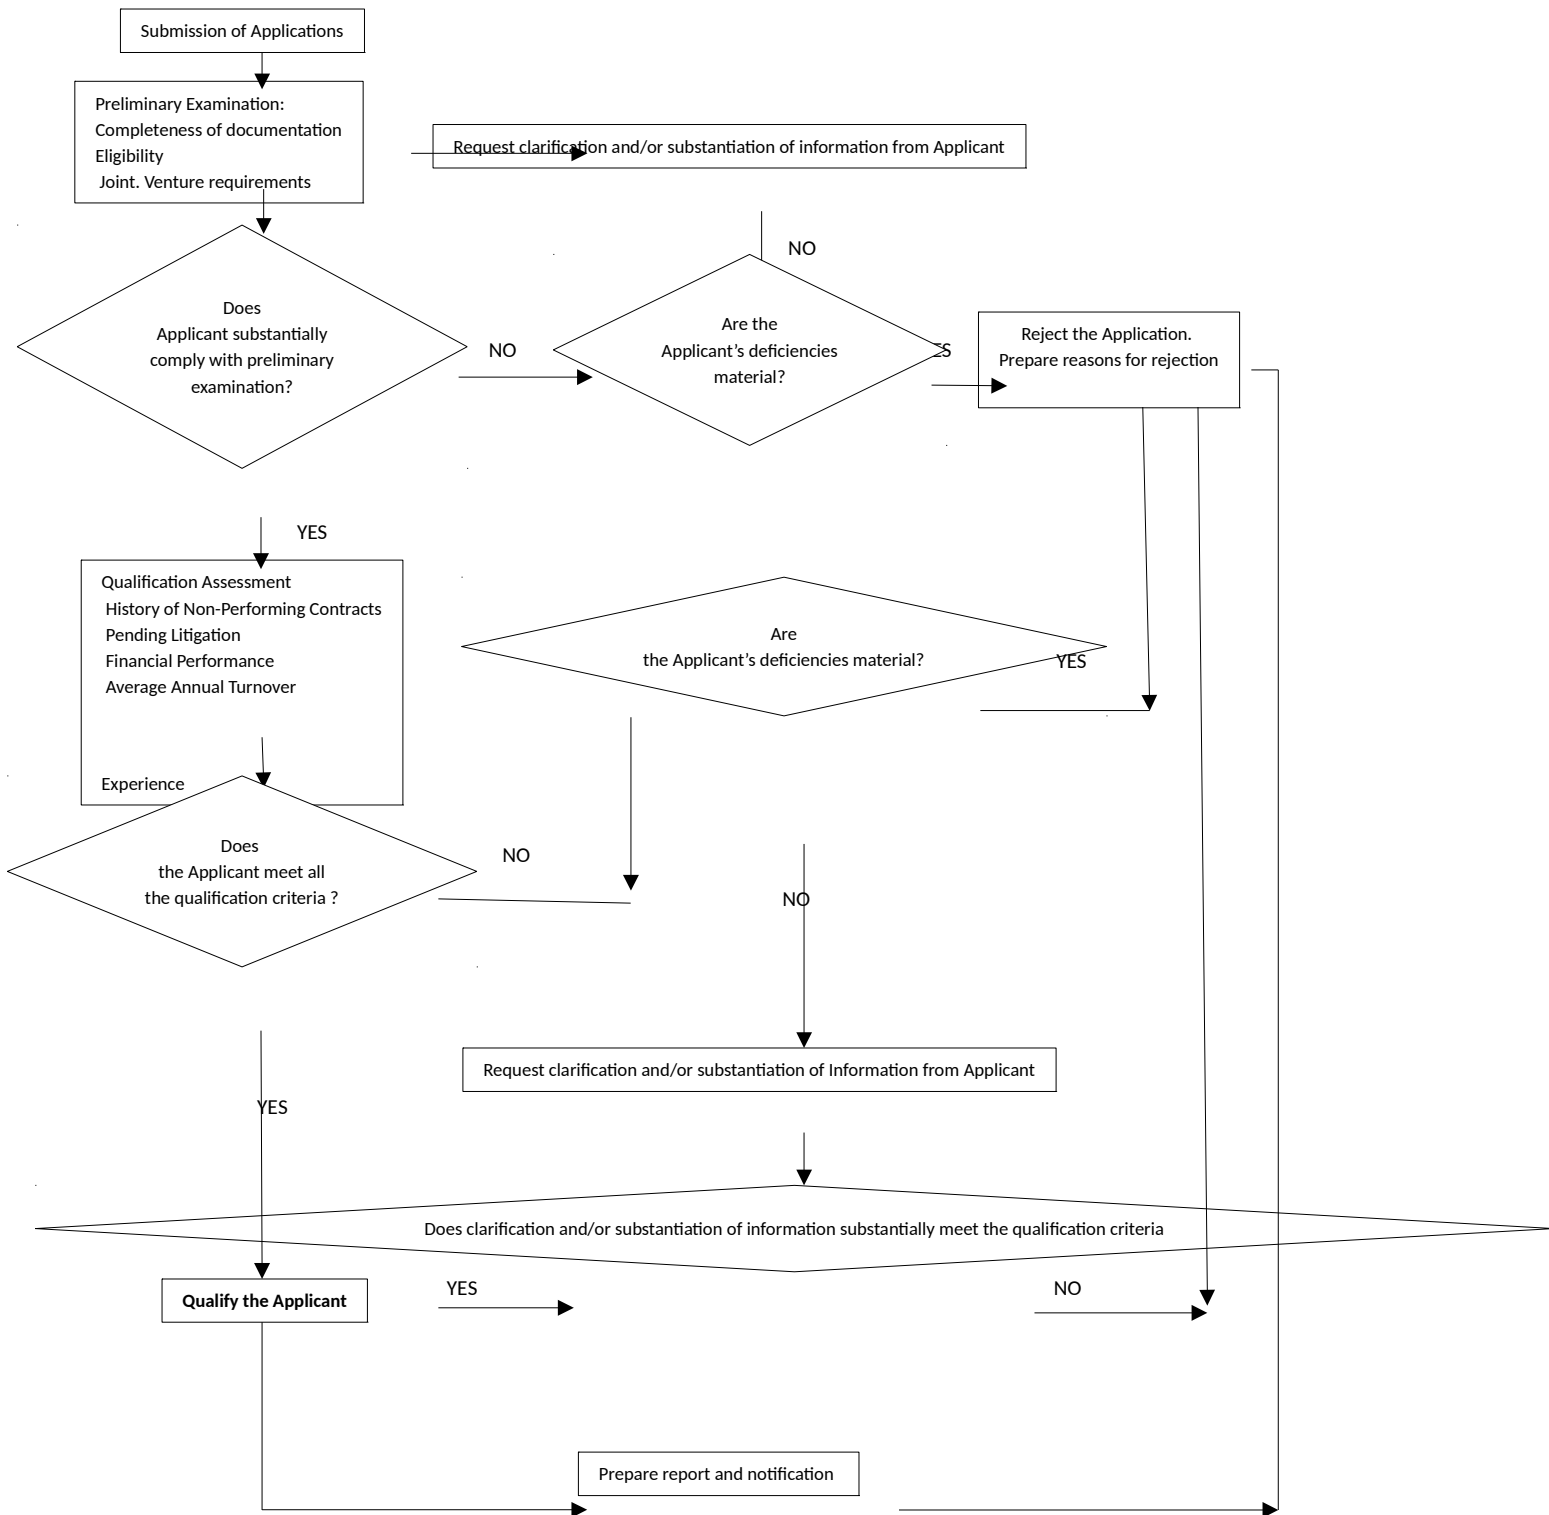 Submission of Applications
Preliminary Examination:
Completeness of documentation
Eligibility
Joint. Venture requirements
Request clarification and/or substantiation of information from Applicant
NO
Does
Applicant substantially
comply with preliminary
examination?
NO
Are the
Applicant’s deficiencies
material?
ES
Reject the Application.
Prepare reasons for rejection
YES
Qualification Assessment
History of Non-Performing Contracts
Pending Litigation
Financial Performance
Average Annual Turnover
Experience
Are
the Applicant’s deficiencies material?
YES
Does
the Applicant meet all
the qualification criteria ?
NO
NO
Request clarification and/or substantiation of Information from Applicant
YES
Does clarification and/or substantiation of information substantially meet the qualification criteria
Qualify the Applicant
YES
NO
Prepare report and notification